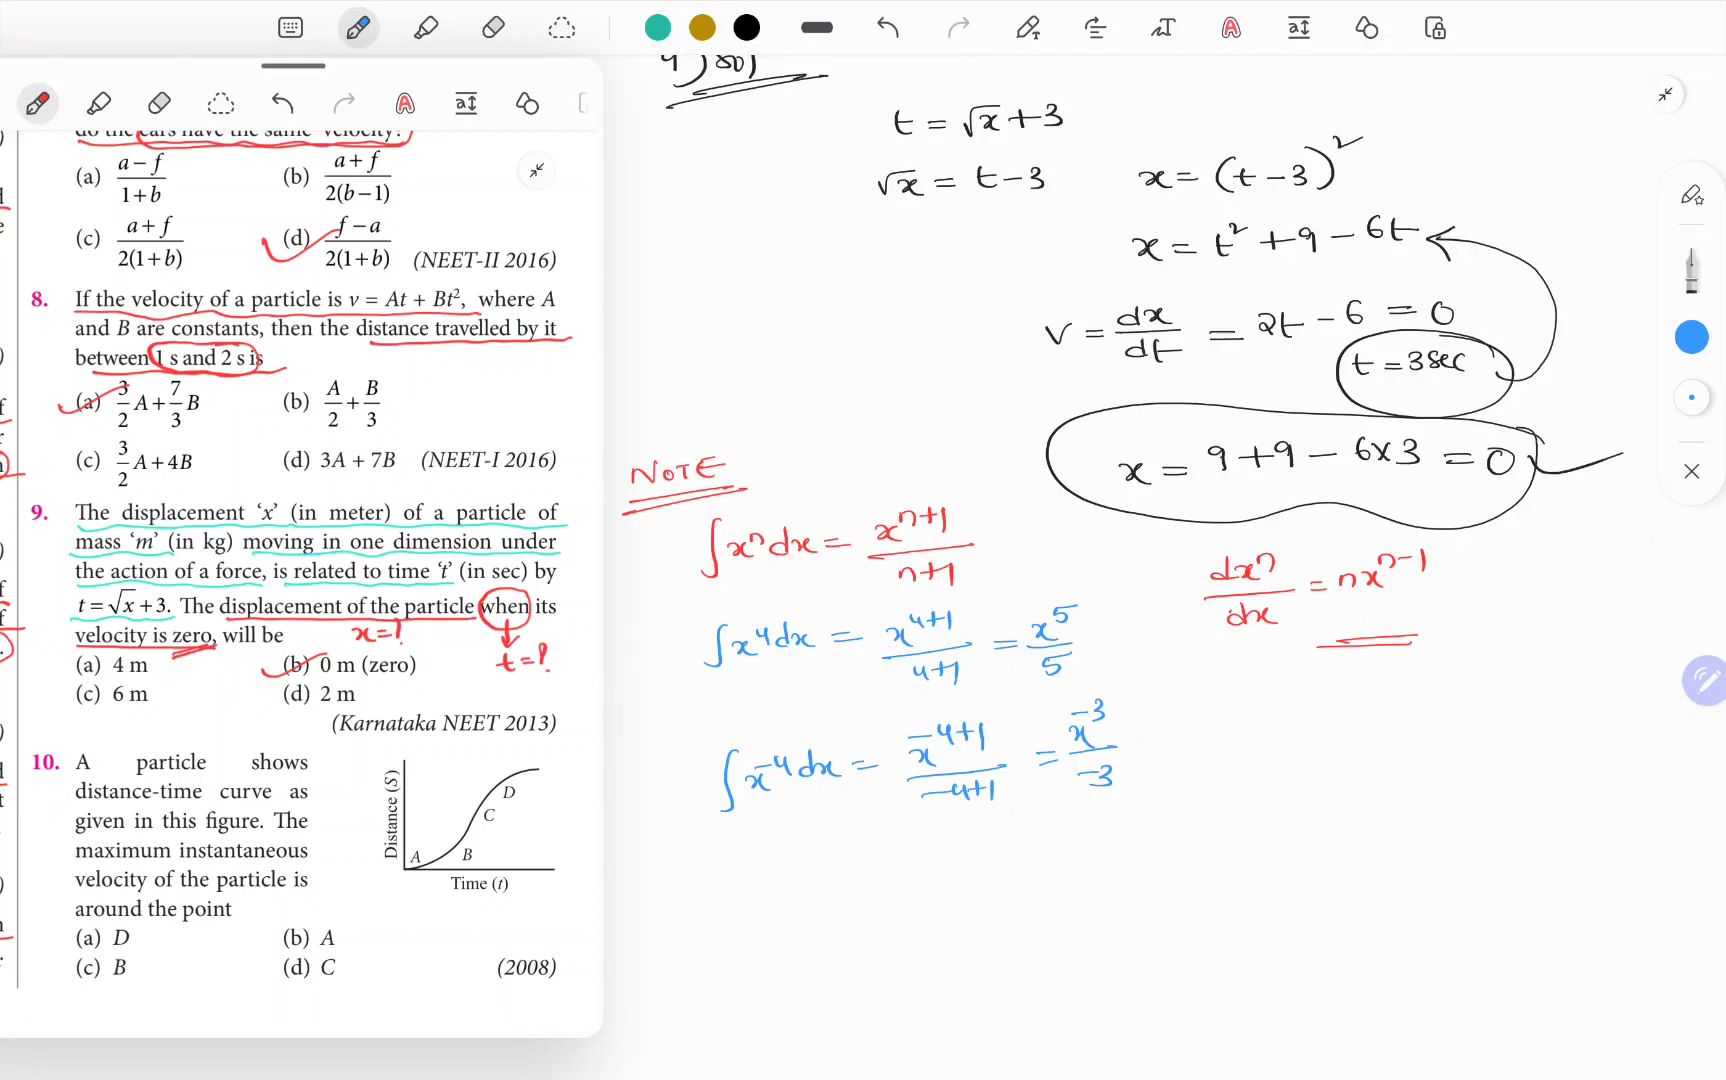 do the cars have the same velocity?
(a) a − f / 1 + b (b) a + f / 2(b − 1)
(c) a + f / 2(1 + b) (d) f − a / 2(1 + b) (NEET-II 2016)
8. If the velocity of a particle is v = At + Bt², where A
and B are constants, then the distance travelled by it
between 1 s and 2 s is
(a) 3/2 A + 7/3 B (b) A/2 + B/3
(c) 3/2 A + 4B (d) 3A + 7B (NEET-I 2016)
9. The displacement ‘x’ (in meter) of a particle of
mass ‘m’ (in kg) moving in one dimension under
the action of a force, is related to time ‘t’ (in sec) by
t = √x + 3. The displacement of the particle when its
velocity is zero, will be
x = ?
t = ?
(a) 4 m (b) 0 m (zero)
(c) 6 m (d) 2 m
(Karnataka NEET 2013)
10. A particle shows
distance-time curve as
given in this figure. The
maximum instantaneous
velocity of the particle is
around the point
Distance (S)
A B C D
Time (t)
(a) D (b) A
(c) B (d) C (2008)
t = √x + 3
√x = t − 3 x = (t − 3)²
x = t² + 9 − 6t
v = dx/dt = 2t − 6 = 0
t = 3 sec
x = 9 + 9 − 6 × 3 = 0
NOTE
∫xⁿ dx = xⁿ⁺¹ / n+1
dxⁿ/dx = nxⁿ⁻¹
∫x⁴ dx = x⁴⁺¹ / 4+1 = x⁵/5
∫x⁻⁴ dx = x⁻⁴⁺¹ / −4+1 = x⁻³ / −3